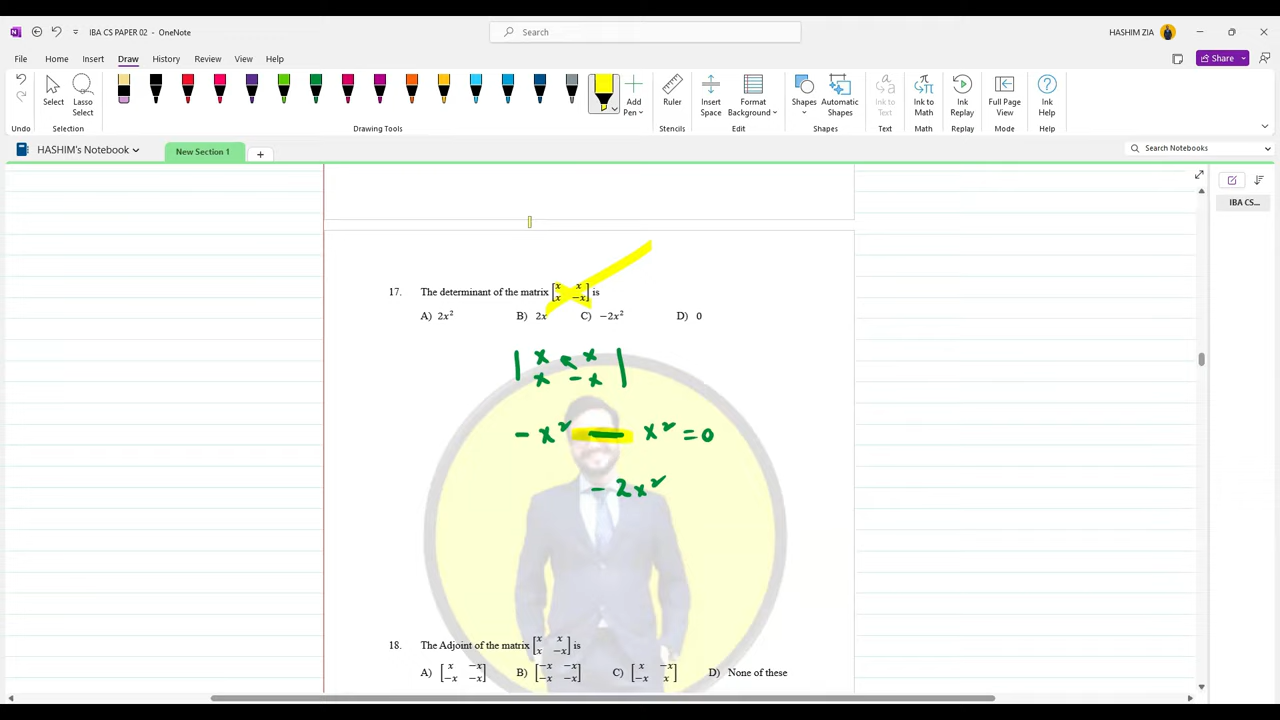 IBA CS PAPER 02 - OneNote
Search
HASHIM ZIA
File Home Insert Draw History Review View Help
Share
Select Lasso Select Add Pen Ruler Insert Space Format Background Shapes Automatic Shapes Ink to Text Ink to Math Ink Replay Full Page View Ink Help
Undo Selection Drawing Tools Stencils Edit Shapes Text Math Replay Mode Help
HASHIM's Notebook New Section 1 + Search Notebooks
IBA CS...
17. The determinant of the matrix [x x
x −x] is
A) 2x² B) 2x C) −2x² D) 0
| x x |
| x −x |
− x² − x² = 0
− 2x²
18. The Adjoint of the matrix [x x
x −x] is
A) [x −x B) [−x −x C) [x −x D) None of these
−x −x] −x −x] −x x]